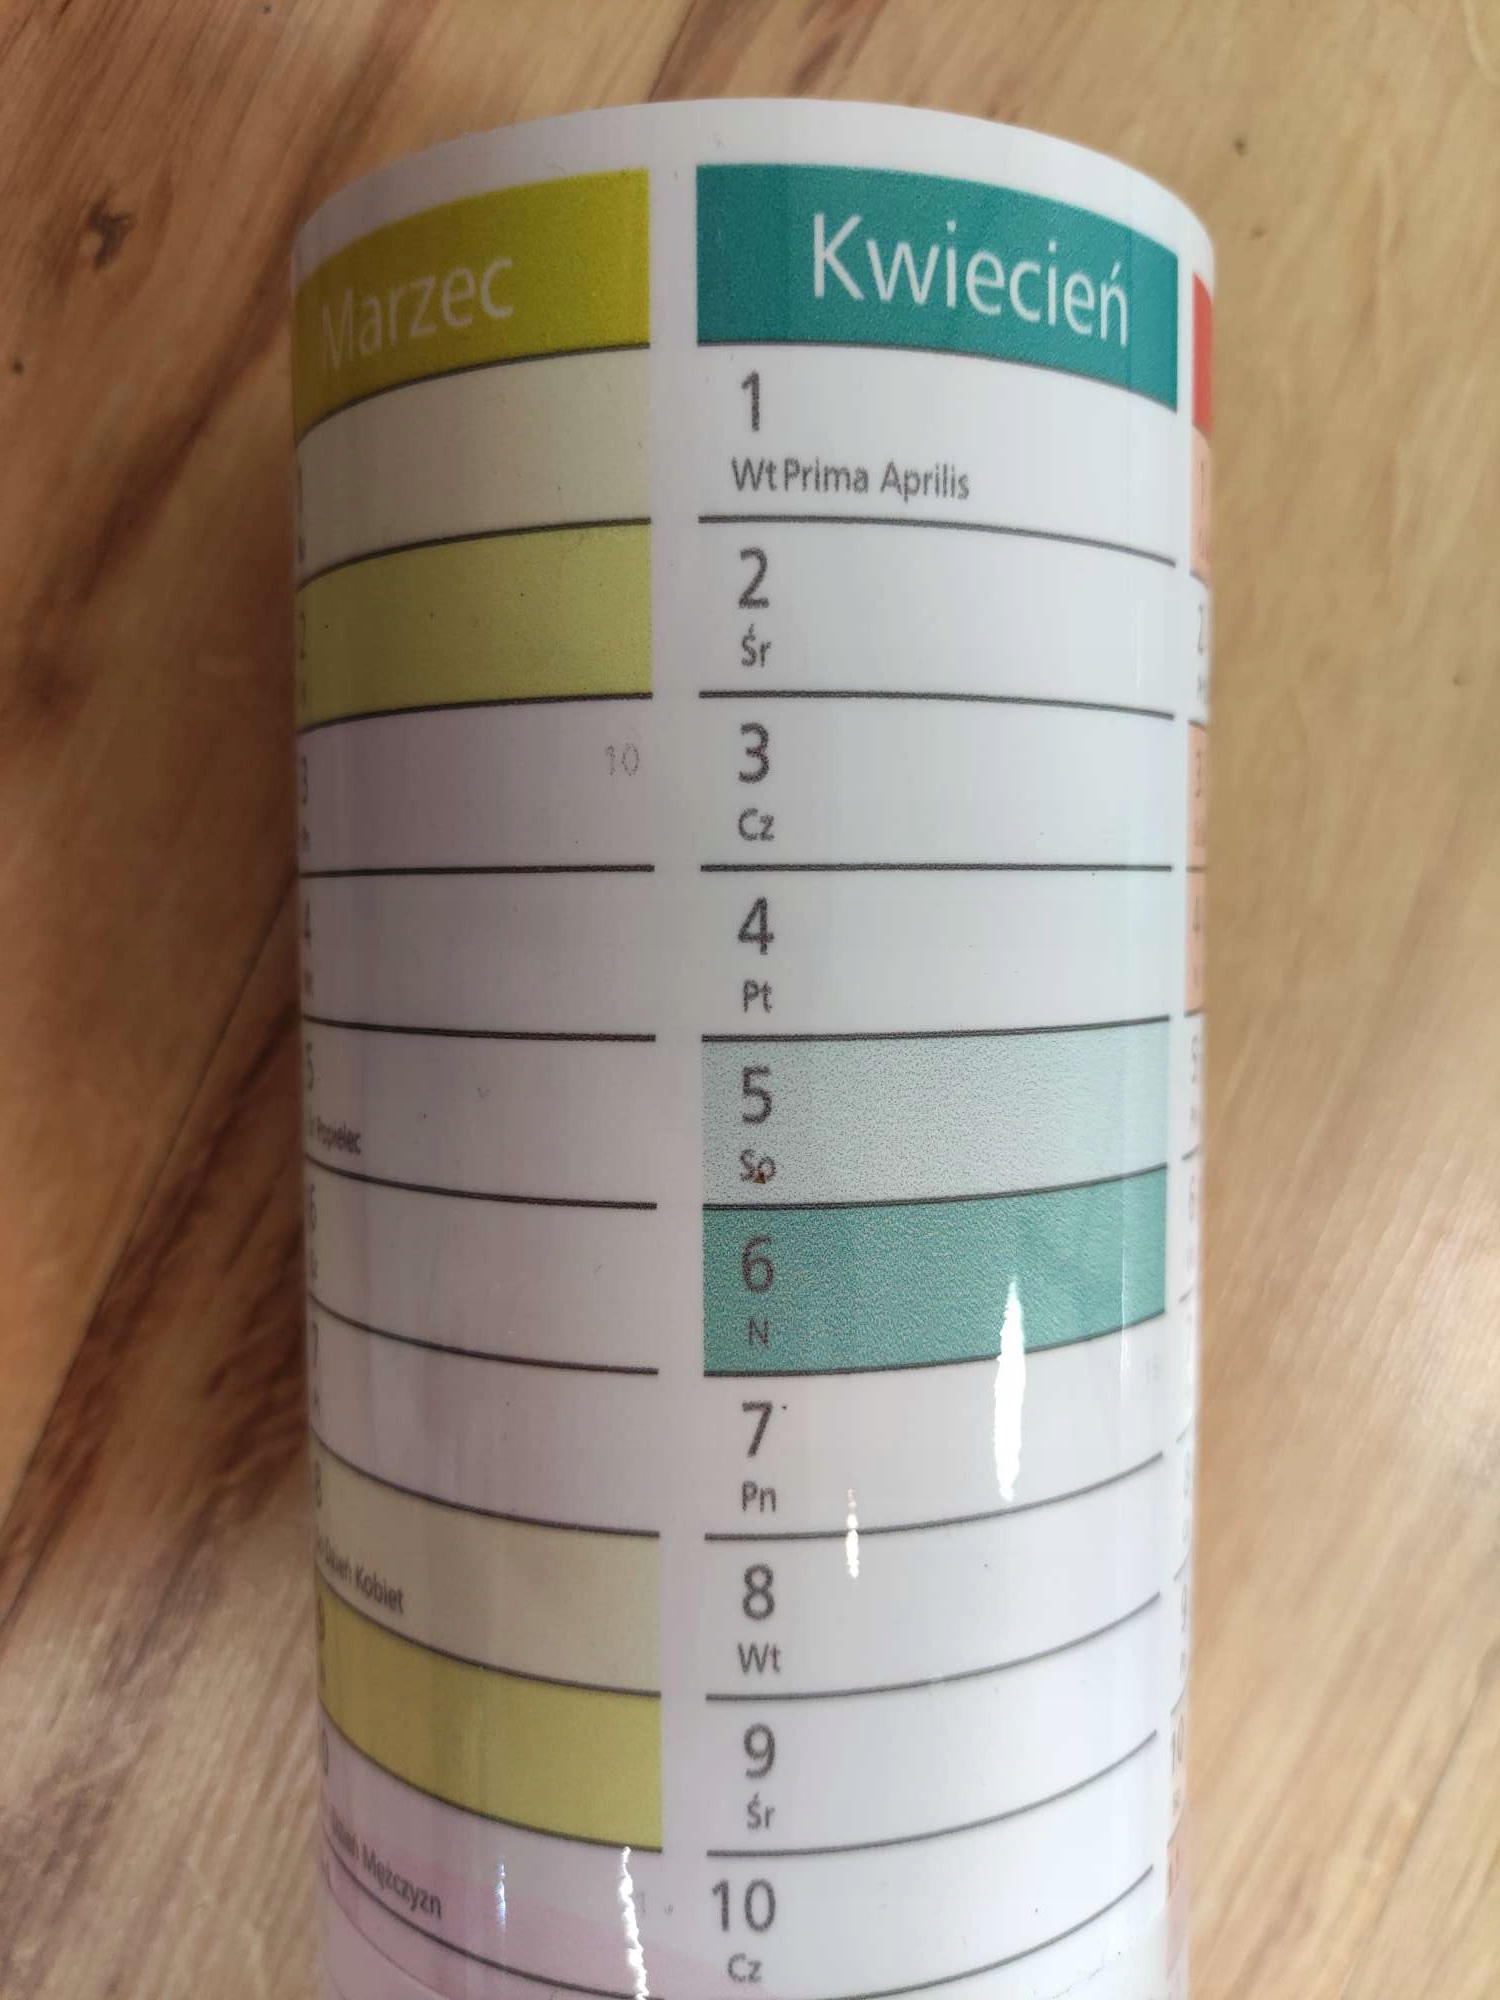 Marzec
10
Popielec
Dzień Kobiet
Dzień Mężczyzn
Kwiecień
1
Wt Prima Aprilis
2
Śr
3
Cz
4
Pt
5
So
6
N
7
Pn
8
Wt
9
Śr
10
Cz